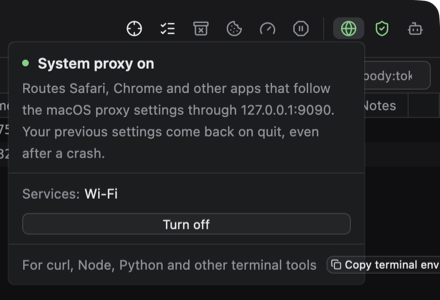 System proxy on
body:tok
Routes Safari, Chrome and other apps that follow
the macOS proxy settings through 127.0.0.1:9090.
Notes
Your previous settings come back on quit, even
after a crash.
Services: Wi-Fi
Turn off
For curl, Node, Python and other terminal tools
Copy terminal env